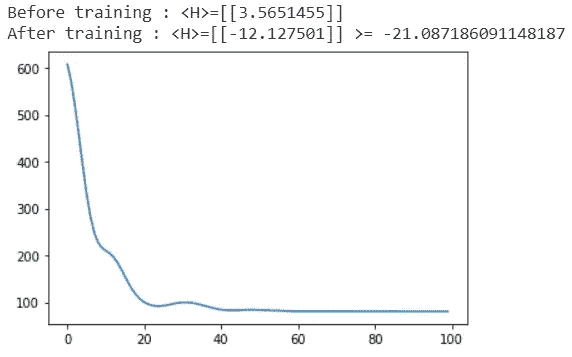 Before training : <H>=[[3.5651455]]
After training : <H>=[[-12.127501]] >= -21.087186091148187
600
500
400
300
200
100
0 20 40 60 80 100